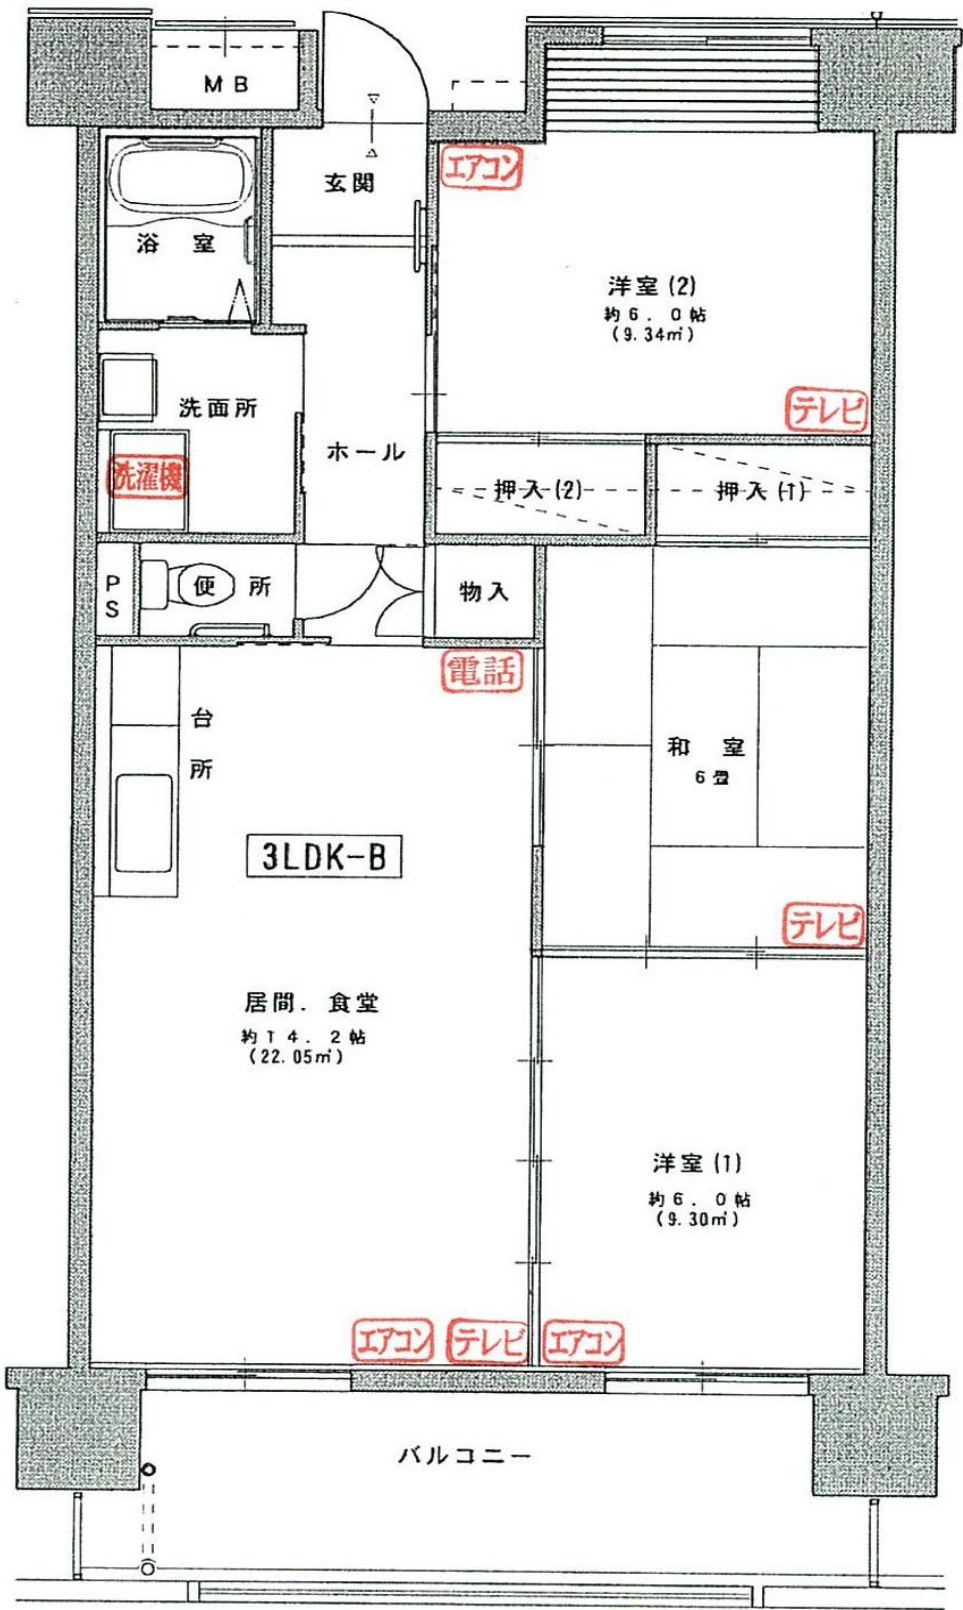 MB
玄関
エアコン
浴室
洋室(2)
約6.0帖
(9.34㎡)
テレビ
洗面所
ホール
洗濯機
押入(2)
押入(1)
PS
便所
物入
電話
台所
和室
6畳
3LDK-B
テレビ
居間.食堂
約14.2帖
(22.05㎡)
洋室(1)
約6.0帖
(9.30㎡)
エアコン
テレビ
エアコン
バルコニー